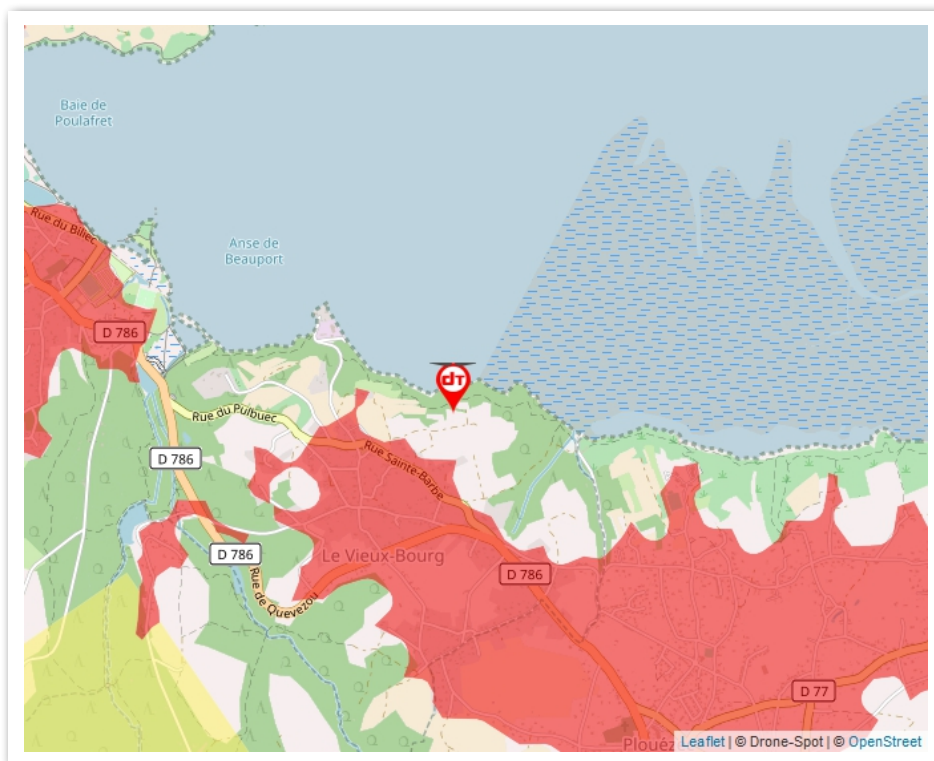 Baie de
Poulafret
Rue du Biliec
Anse de
Beauport
D 786
Rue du Pulbuec
D 786
Rue Sainte-Barbe
D 786
Le Vieux-Bourg
D 786
Rue de Quevezou
D 77
Leaflet | © Drone-Spot | © OpenStreet